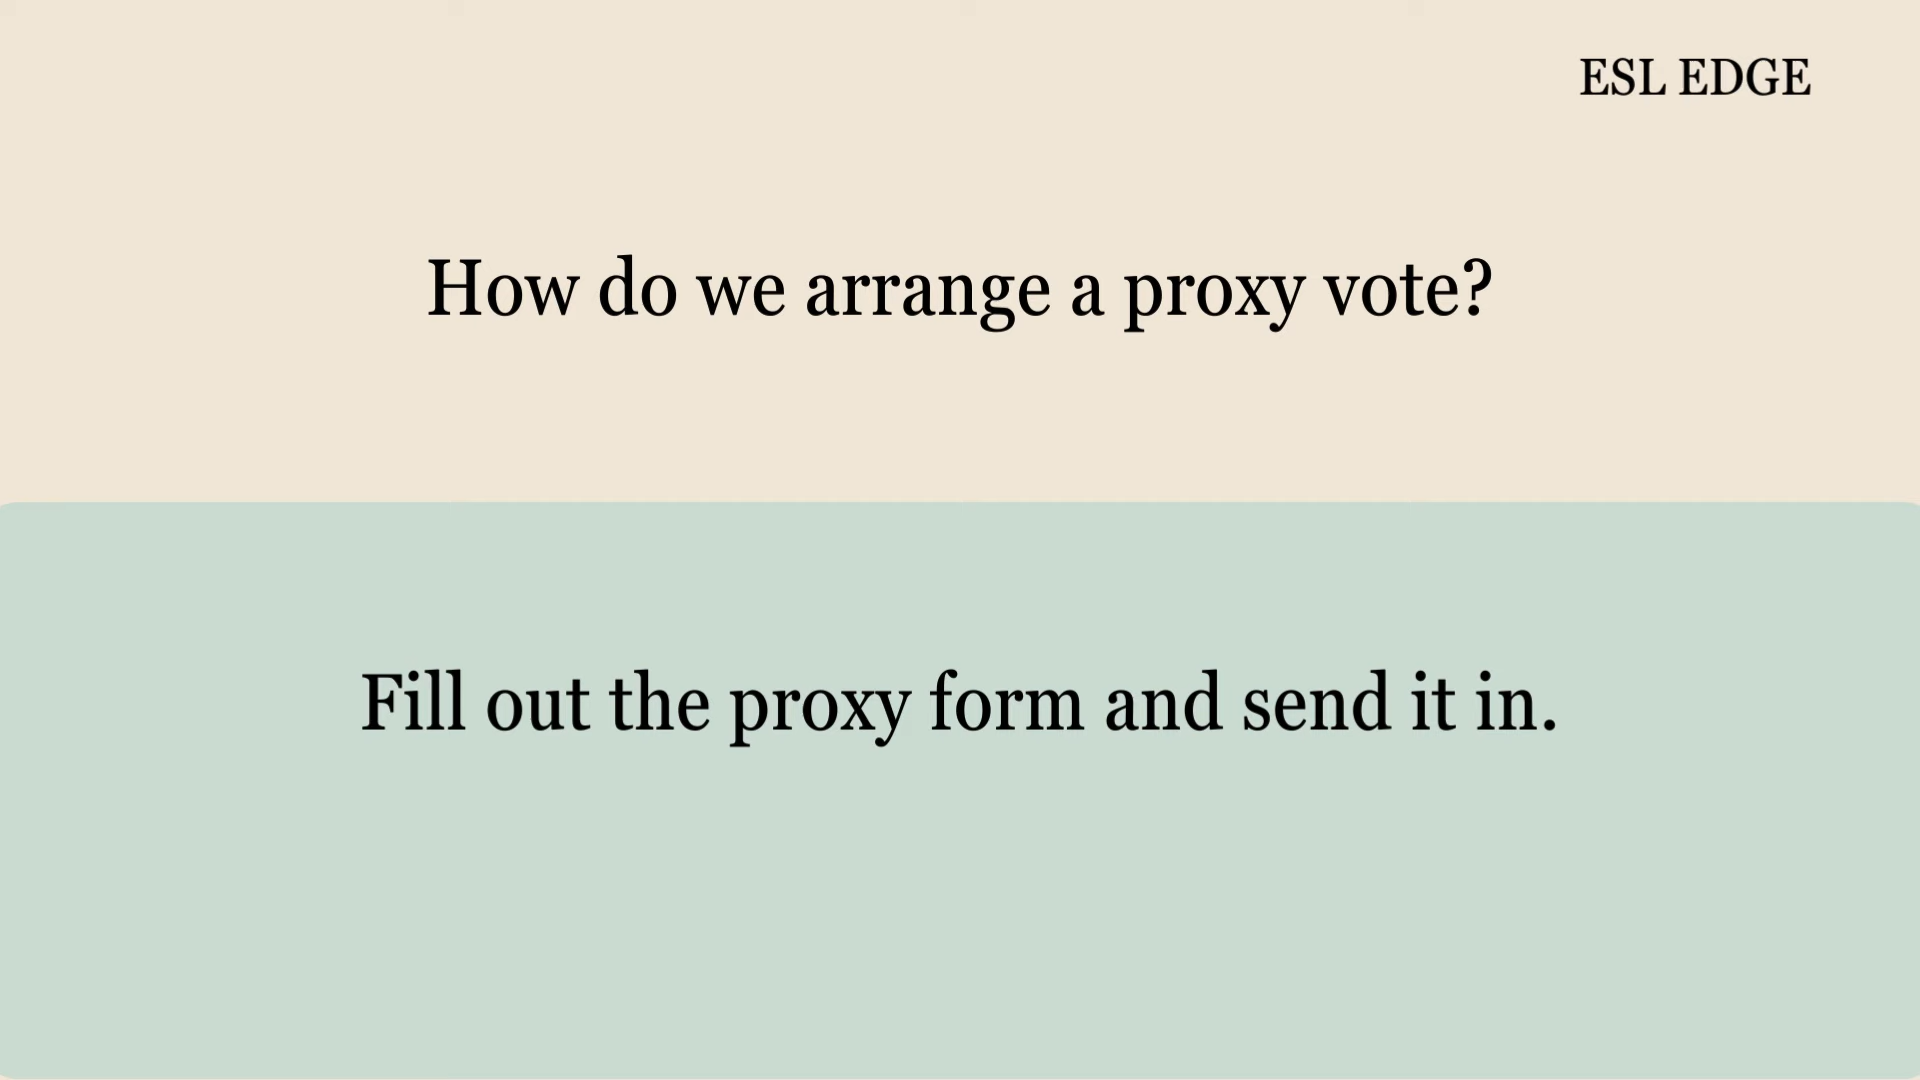 ESL EDGE
How do we arrange a proxy vote?
Fill out the proxy form and send it in.